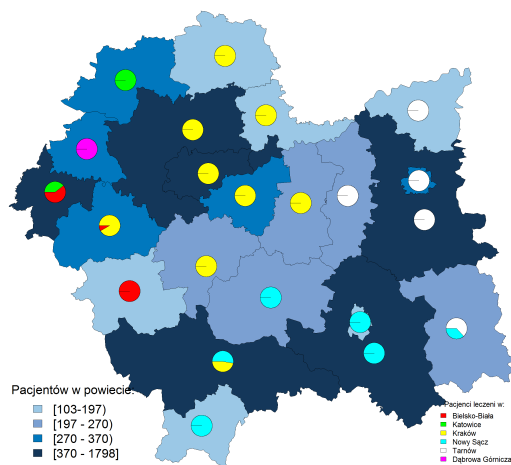 Pacjentów w powiecie:
[103-197)
[197 - 270)
[270 - 370)
[370 - 1798]
Pacjenci leczeni w:
Bielsko-Biała
Katowice
Kraków
Nowy Sącz
Tarnów
Dąbrowa Górnicza